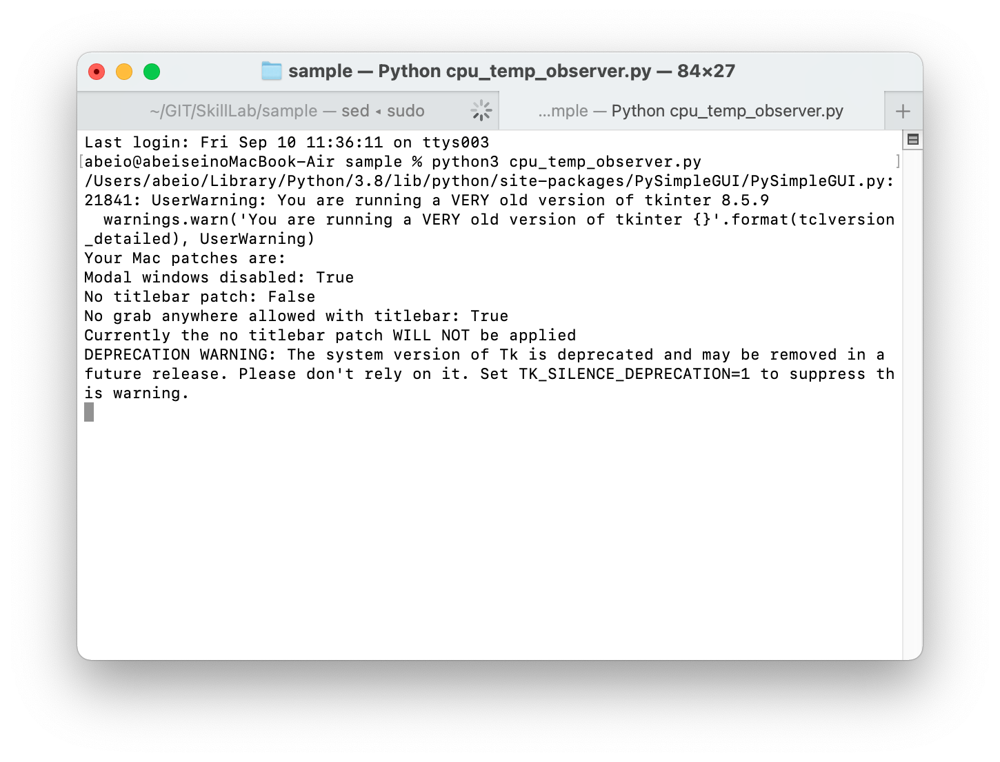 sample — Python cpu_temp_observer.py — 84×27
~/GIT/SkillLab/sample — sed ◂ sudo
...mple — Python cpu_temp_observer.py
Last login: Fri Sep 10 11:36:11 on ttys003
[abeio@abeiseinoMacBook-Air sample % python3 cpu_temp_observer.py ]
/Users/abeio/Library/Python/3.8/lib/python/site-packages/PySimpleGUI/PySimpleGUI.py:
21841: UserWarning: You are running a VERY old version of tkinter 8.5.9
  warnings.warn('You are running a VERY old version of tkinter {}'.format(tclversion
_detailed), UserWarning)
Your Mac patches are:
Modal windows disabled: True
No titlebar patch: False
No grab anywhere allowed with titlebar: True
Currently the no titlebar patch WILL NOT be applied
DEPRECATION WARNING: The system version of Tk is deprecated and may be removed in a
future release. Please don't rely on it. Set TK_SILENCE_DEPRECATION=1 to suppress th
is warning.